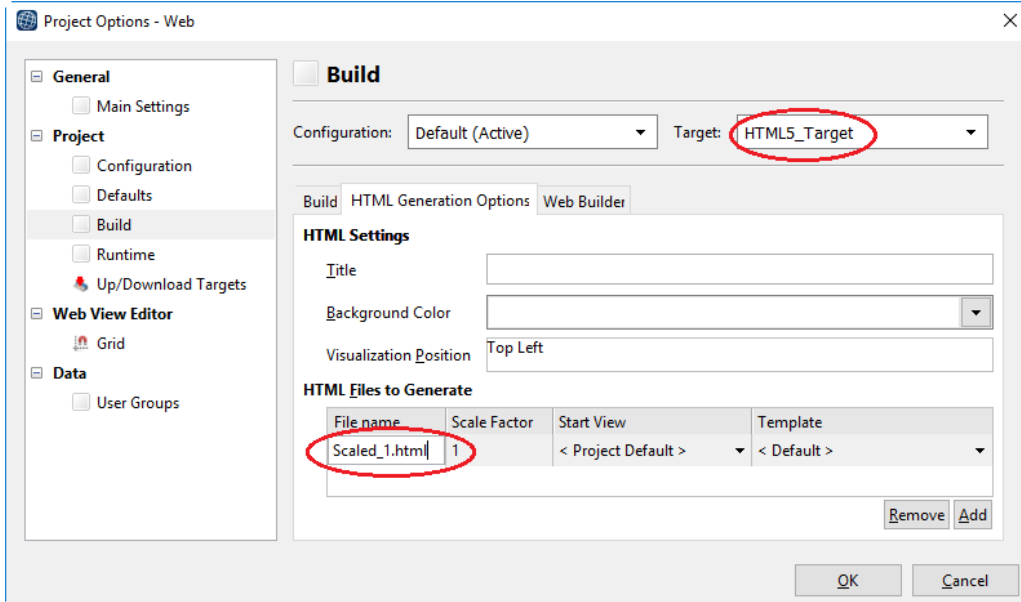 Project Options - Web
General
Main Settings
Project
Configuration
Defaults
Build
Runtime
Up/Download Targets
Web View Editor
Grid
Data
User Groups
Build
Configuration: Default (Active) Target: HTML5_Target
Build HTML Generation Options Web Builder
HTML Settings
Title
Background Color
Visualization Position Top Left
HTML Files to Generate
File name Scale Factor Start View Template
Scaled_1.html 1 < Project Default > < Default >
Remove Add
OK Cancel